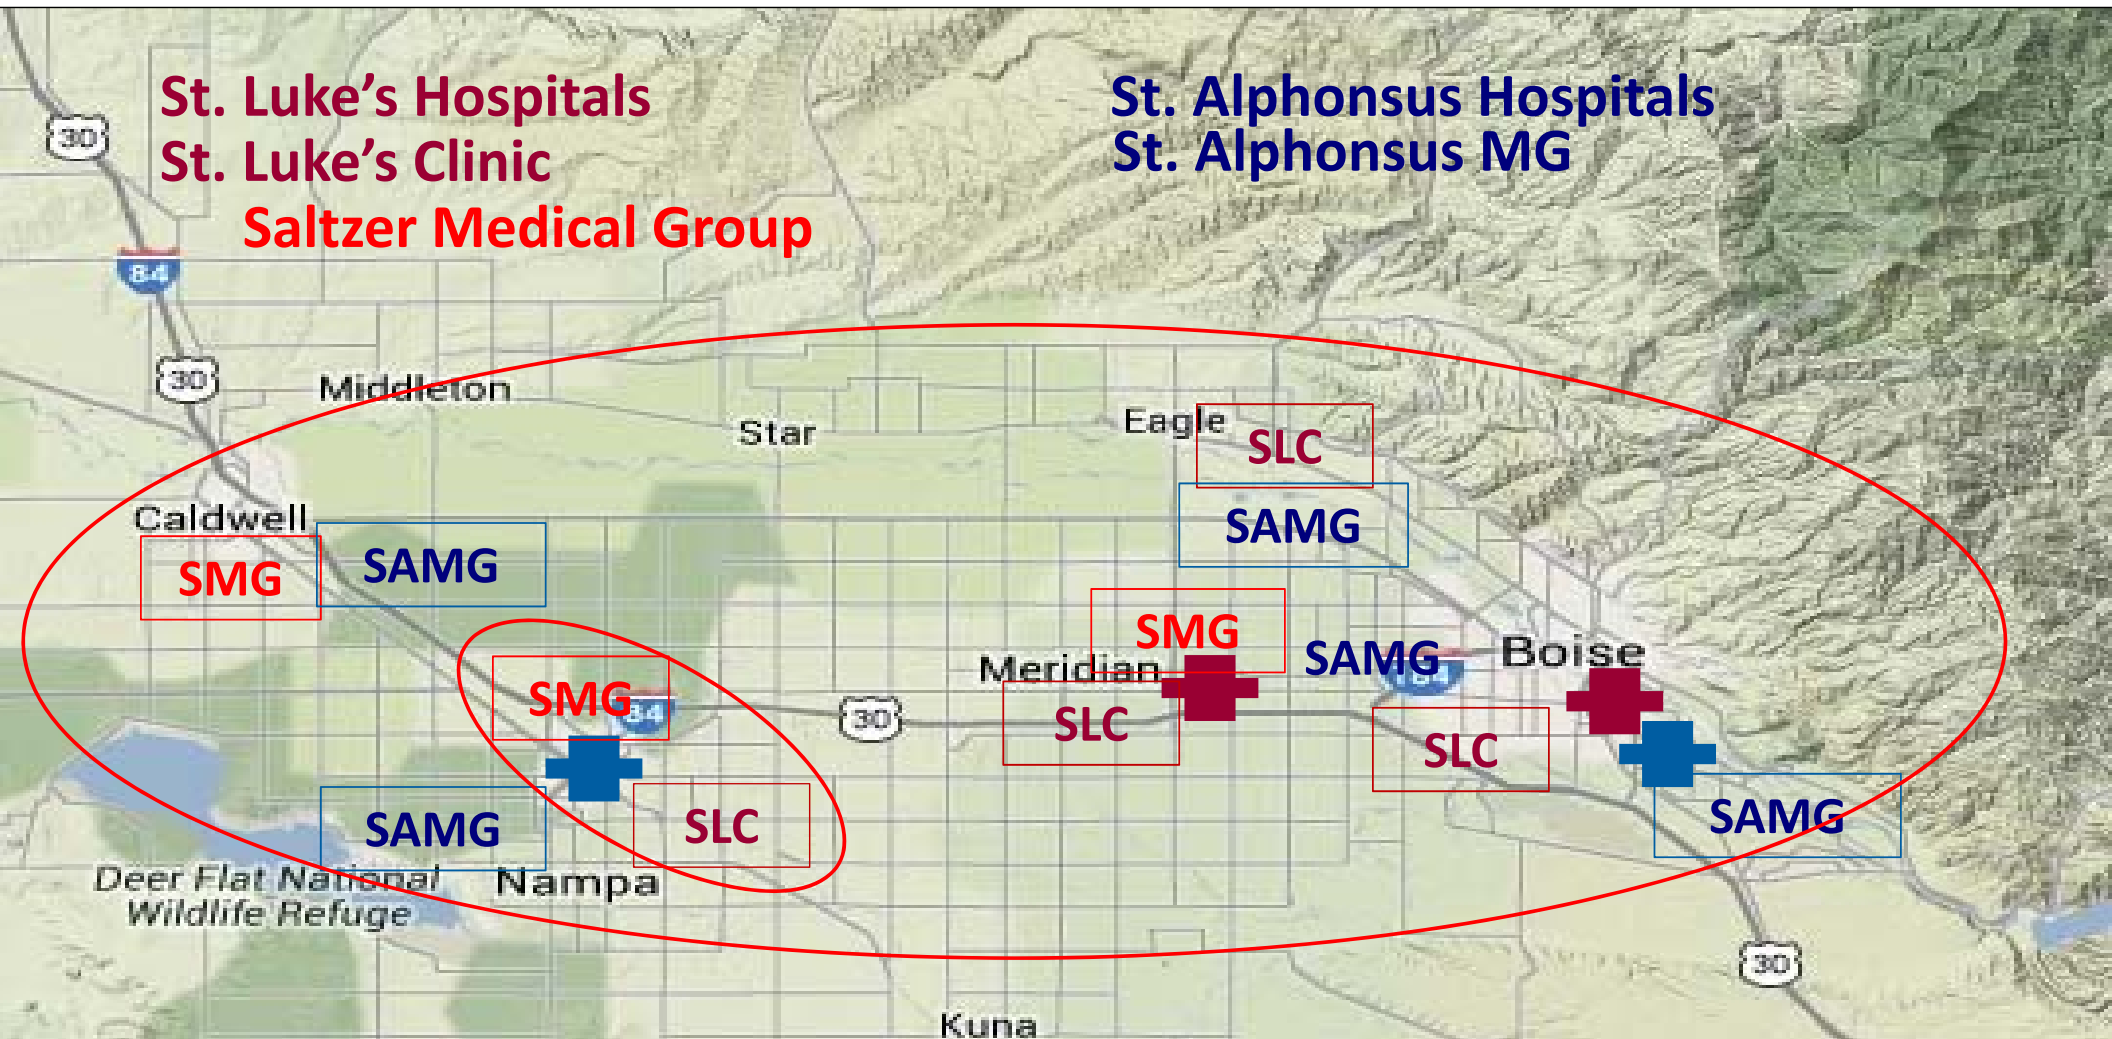 St. Luke’s Hospitals
St. Luke’s Clinic
Saltzer Medical Group
St. Alphonsus Hospitals
St. Alphonsus MG
30
84
30
Middleton
Star
Eagle
SLC
SAMG
Caldwell
SMG
SAMG
SMG
Meridian
SAMG
84
Boise
SMG
84
30
SLC
SLC
SAMG
SLC
SAMG
Deer Flat National
Wildlife Refuge
Nampa
30
Kuna